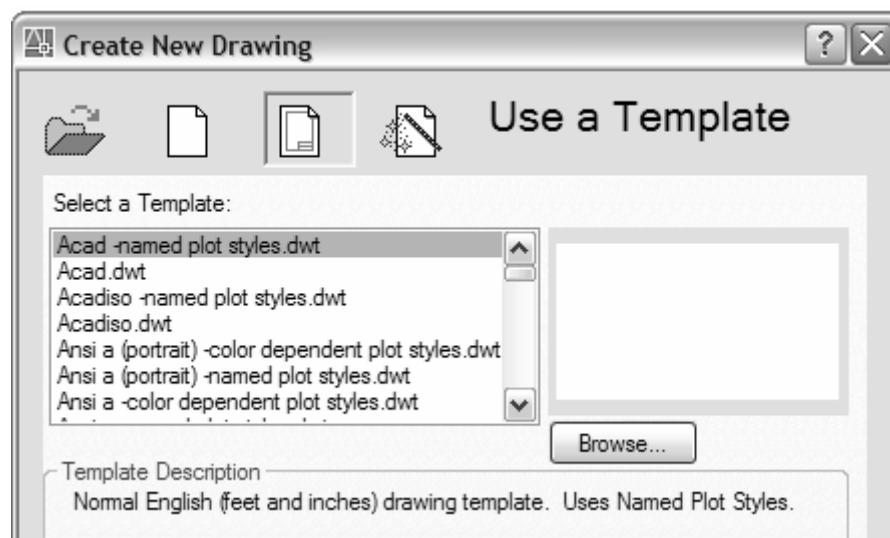 Create New Drawing
Use a Template
Select a Template:
Acad -named plot styles.dwt
Acad.dwt
Acadiso -named plot styles.dwt
Acadiso.dwt
Ansi a (portrait) -color dependent plot styles.dwt
Ansi a (portrait) -named plot styles.dwt
Ansi a -color dependent plot styles.dwt
Browse...
Template Description
Normal English (feet and inches) drawing template. Uses Named Plot Styles.